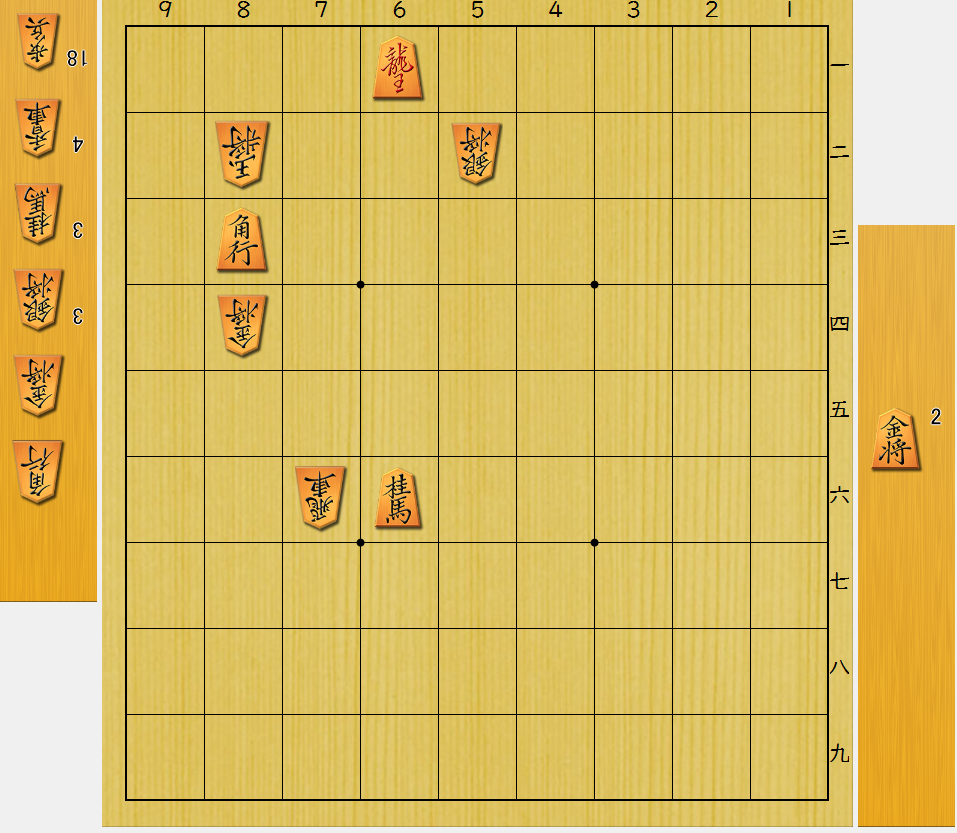 9 8 7 6 5 4 3 2 1
一
二
三
四
五
六
七
八
九
歩兵 18
香車 4
桂馬 3
銀将 3
金将
角行
龍王
玉将
銀将
角行
金将
飛車
桂馬
金将 2